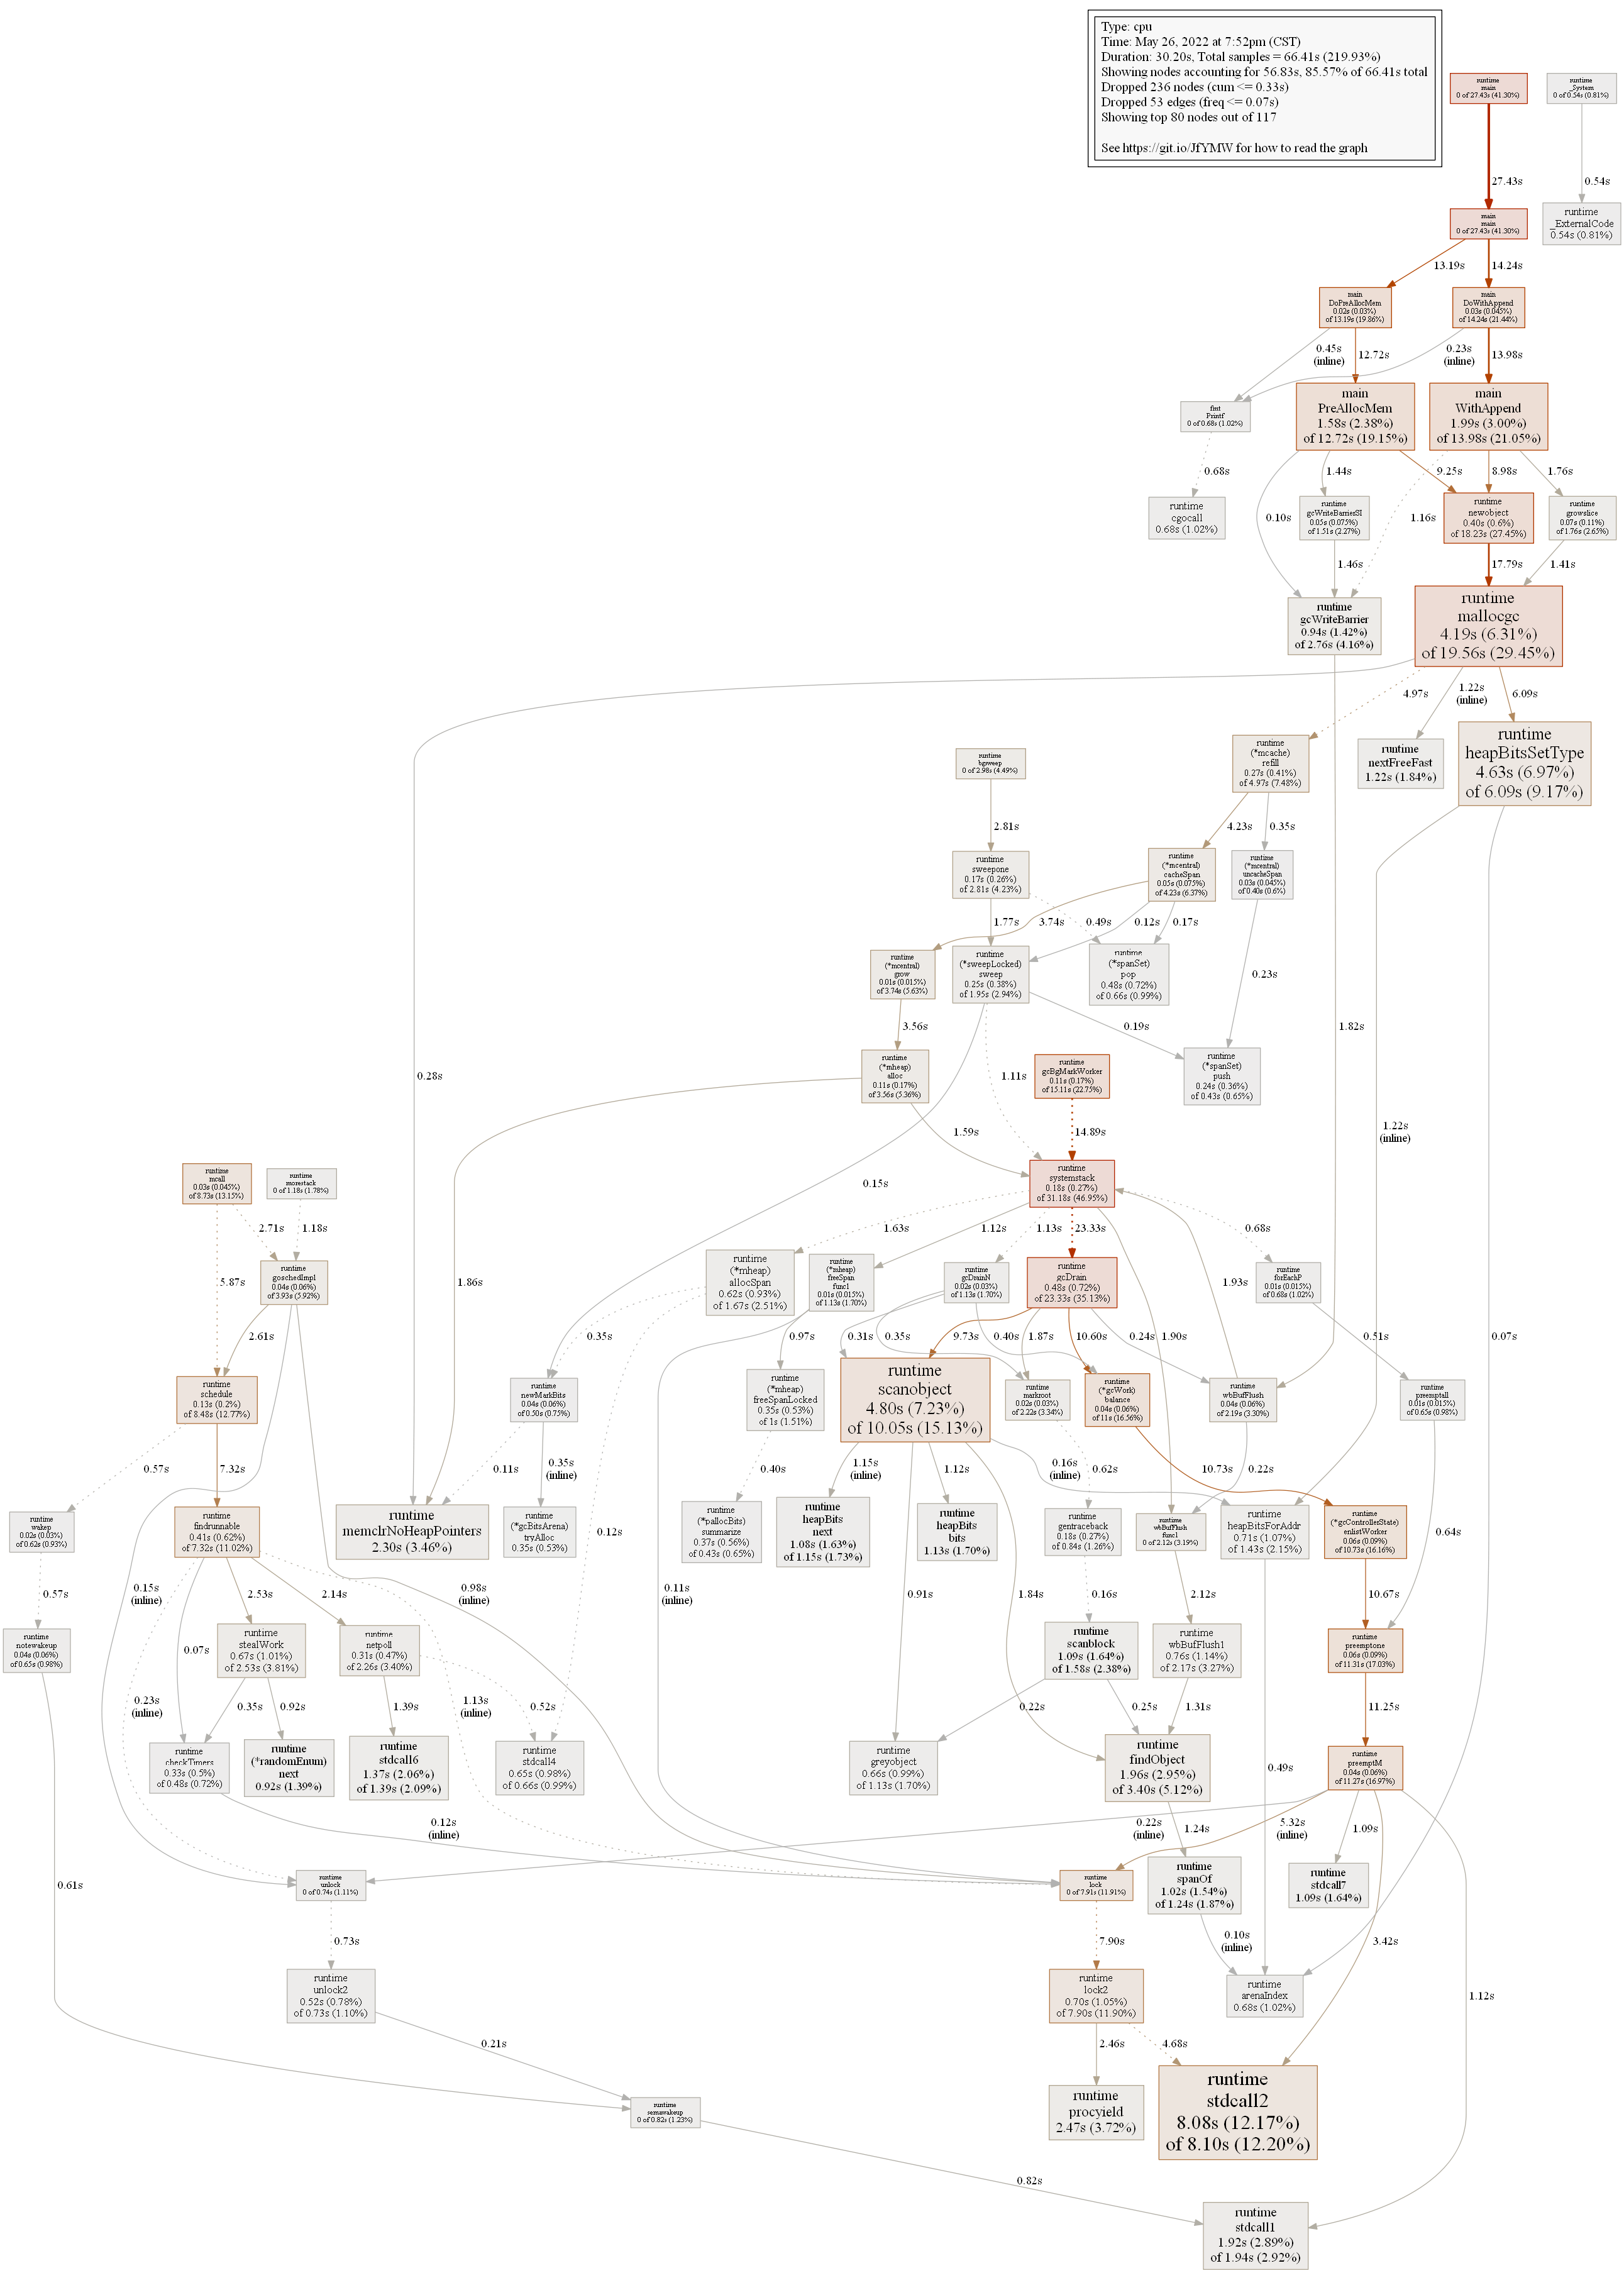 Type: cpu
Time: May 26, 2022 at 7:52pm (CST)
Duration: 30.20s, Total samples = 66.41s (219.93%)
Showing nodes accounting for 56.83s, 85.57% of 66.41s total
Dropped 236 nodes (cum <= 0.33s)
Dropped 53 edges (freq <= 0.07s)
Showing top 80 nodes out of 117
See https://git.io/JfYMW for how to read the graph
runtime
main
0 of 27.43s (41.30%)
runtime
_System
0 of 0.54s (0.81%)
27.43s
0.54s
main
main
0 of 27.43s (41.30%)
runtime
_ExternalCode
0.54s (0.81%)
13.19s
14.24s
main
DoPreAllocMem
0.02s (0.03%)
of 13.19s (19.86%)
main
DoWithAppend
0.03s (0.045%)
of 14.24s (21.44%)
0.45s
(inline)
12.72s
0.23s
(inline)
13.98s
fmt
Printf
0 of 0.68s (1.02%)
main
PreAllocMem
1.58s (2.38%)
of 12.72s (19.15%)
main
WithAppend
1.99s (3.00%)
of 13.98s (21.05%)
0.68s
0.10s
1.44s
9.25s
1.16s
8.98s
1.76s
runtime
cgocall
0.68s (1.02%)
runtime
gcWriteBarrierSI
0.05s (0.075%)
of 1.51s (2.27%)
runtime
newobject
0.40s (0.6%)
of 18.23s (27.45%)
runtime
growslice
0.07s (0.11%)
of 1.76s (2.65%)
1.46s
17.79s
1.41s
runtime
gcWriteBarrier
0.94s (1.42%)
of 2.76s (4.16%)
runtime
mallocgc
4.19s (6.31%)
of 19.56s (29.45%)
0.28s
4.97s
1.22s
(inline)
6.09s
runtime
bgsweep
0 of 2.98s (4.49%)
runtime
(*mcache)
refill
0.27s (0.41%)
of 4.97s (7.48%)
runtime
nextFreeFast
1.22s (1.84%)
runtime
heapBitsSetType
4.63s (6.97%)
of 6.09s (9.17%)
2.81s
4.23s
0.35s
runtime
sweepone
0.17s (0.26%)
of 2.81s (4.23%)
runtime
(*mcentral)
cacheSpan
0.05s (0.075%)
of 4.23s (6.37%)
runtime
(*mcentral)
uncacheSpan
0.03s (0.045%)
of 0.40s (0.6%)
1.77s
3.74s
0.49s
0.12s
0.17s
0.23s
runtime
(*mcentral)
grow
0.01s (0.015%)
of 3.74s (5.63%)
runtime
(*sweepLocked)
sweep
0.25s (0.38%)
of 1.95s (2.94%)
runtime
(*spanSet)
pop
0.48s (0.72%)
of 0.66s (0.99%)
3.56s
1.11s
0.19s
1.82s
runtime
(*mheap)
alloc
0.11s (0.17%)
of 3.56s (5.36%)
runtime
gcBgMarkWorker
0.11s (0.17%)
of 15.11s (22.75%)
runtime
(*spanSet)
push
0.24s (0.36%)
of 0.43s (0.65%)
1.59s
14.89s
1.22s
(inline)
0.15s
runtime
mcall
0.03s (0.045%)
of 8.73s (13.15%)
runtime
morestack
0 of 1.18s (1.78%)
runtime
systemstack
0.18s (0.27%)
of 31.18s (46.95%)
5.87s
2.71s
1.18s
1.86s
1.63s
1.12s
1.13s
23.33s
1.90s
1.93s
0.68s
0.07s
runtime
goschedImpl
0.04s (0.06%)
of 3.93s (5.92%)
runtime
(*mheap)
allocSpan
0.62s (0.93%)
of 1.67s (2.51%)
runtime
(*mheap)
freeSpan
func1
0.01s (0.015%)
of 1.13s (1.70%)
runtime
gcDrainN
0.02s (0.03%)
of 1.13s (1.70%)
runtime
gcDrain
0.48s (0.72%)
of 23.33s (35.13%)
runtime
forEachP
0.01s (0.015%)
of 0.68s (1.02%)
2.61s
0.35s
0.97s
0.31s
0.35s
9.73s
0.40s
1.87s
10.60s
0.24s
0.51s
runtime
schedule
0.13s (0.2%)
of 8.48s (12.77%)
runtime
newMarkBits
0.04s (0.06%)
of 0.50s (0.75%)
runtime
(*mheap)
freeSpanLocked
0.35s (0.53%)
of 1s (1.51%)
runtime
scanobject
4.80s (7.23%)
of 10.05s (15.13%)
runtime
markroot
0.02s (0.03%)
of 2.22s (3.34%)
runtime
(*gcWork)
balance
0.04s (0.06%)
of 11s (16.56%)
runtime
wbBufFlush
0.04s (0.06%)
of 2.19s (3.30%)
runtime
preemptall
0.01s (0.015%)
of 0.65s (0.98%)
0.57s
7.32s
0.11s
0.35s
(inline)
0.12s
0.40s
1.15s
(inline)
1.12s
0.16s
(inline)
0.62s
10.73s
0.22s
0.64s
runtime
wakep
0.02s (0.03%)
of 0.62s (0.93%)
runtime
findrunnable
0.41s (0.62%)
of 7.32s (11.02%)
runtime
memclrNoHeapPointers
2.30s (3.46%)
runtime
(*gcBitsArena)
tryAlloc
0.35s (0.53%)
runtime
(*pallocBits)
summarize
0.37s (0.56%)
of 0.43s (0.65%)
runtime
heapBits
next
1.08s (1.63%)
of 1.15s (1.73%)
runtime
heapBits
bits
1.13s (1.70%)
runtime
gentraceback
0.18s (0.27%)
of 0.84s (1.26%)
runtime
wbBufFlush
func1
0 of 2.12s (3.19%)
runtime
heapBitsForAddr
0.71s (1.07%)
of 1.43s (2.15%)
runtime
(*gcControllerState)
enlistWorker
0.06s (0.09%)
of 10.73s (16.16%)
0.57s
0.15s
(inline)
2.53s
2.14s
0.98s
(inline)
0.11s
(inline)
0.91s
1.84s
0.16s
2.12s
10.67s
runtime
notewakeup
0.04s (0.06%)
of 0.65s (0.98%)
0.07s
runtime
stealWork
0.67s (1.01%)
of 2.53s (3.81%)
runtime
netpoll
0.31s (0.47%)
of 2.26s (3.40%)
runtime
scanblock
1.09s (1.64%)
of 1.58s (2.38%)
runtime
wbBufFlush1
0.76s (1.14%)
of 2.17s (3.27%)
runtime
preemptone
0.06s (0.09%)
of 11.31s (17.03%)
0.23s
(inline)
0.35s
0.92s
1.39s
1.13s
(inline)
0.52s
0.22s
0.25s
1.31s
11.25s
runtime
checkTimers
0.33s (0.5%)
of 0.48s (0.72%)
runtime
(*randomEnum)
next
0.92s (1.39%)
runtime
stdcall6
1.37s (2.06%)
of 1.39s (2.09%)
runtime
stdcall4
0.65s (0.98%)
of 0.66s (0.99%)
runtime
greyobject
0.66s (0.99%)
of 1.13s (1.70%)
runtime
findObject
1.96s (2.95%)
of 3.40s (5.12%)
0.49s
runtime
preemptM
0.04s (0.06%)
of 11.27s (16.97%)
0.12s
(inline)
0.22s
(inline)
1.24s
5.32s
(inline)
1.09s
0.61s
runtime
unlock
0 of 0.74s (1.11%)
runtime
lock
0 of 7.91s (11.91%)
runtime
spanOf
1.02s (1.54%)
of 1.24s (1.87%)
runtime
stdcall7
1.09s (1.64%)
0.73s
7.90s
0.10s
(inline)
3.42s
runtime
unlock2
0.52s (0.78%)
of 0.73s (1.10%)
runtime
lock2
0.70s (1.05%)
of 7.90s (11.90%)
runtime
arenaIndex
0.68s (1.02%)
1.12s
0.21s
2.46s
4.68s
runtime
semawakeup
0 of 0.82s (1.23%)
runtime
procyield
2.47s (3.72%)
runtime
stdcall2
8.08s (12.17%)
of 8.10s (12.20%)
0.82s
runtime
stdcall1
1.92s (2.89%)
of 1.94s (2.92%)